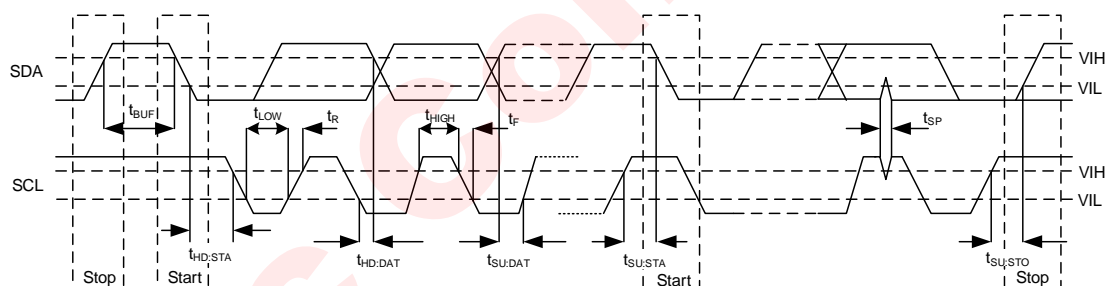 SDA
VIH
VIL
tBUF
tLOW
tR
tHIGH
tF
tSP
SCL
VIH
VIL
tHD:STA
tHD:DAT
tSU:DAT
tSU:STA
tSU:STO
Stop
Start
Start
Stop